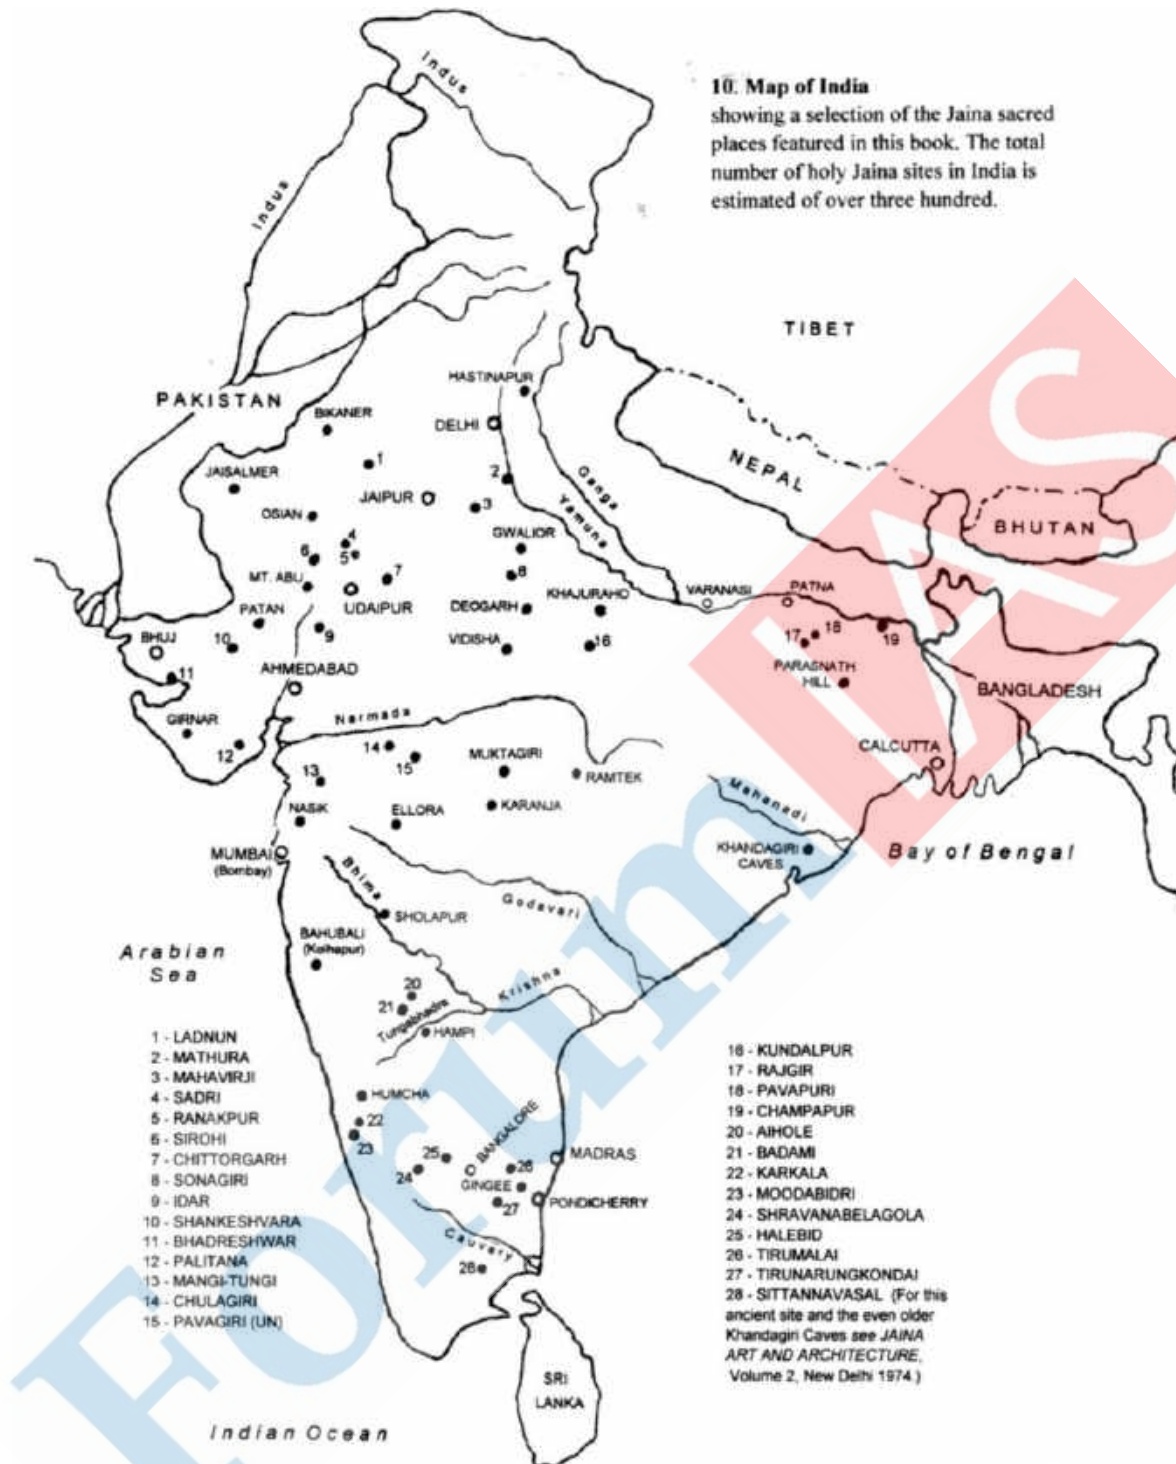 10. Map of India
showing a selection of the Jaina sacred
places featured in this book. The total
number of holy Jaina sites in India is
estimated of over three hundred.
Indus
Indus
TIBET
HASTINAPUR
PAKISTAN
BIKANER
DELHI
NEPAL
1
JAISALMER
2
Ganga
JAIPUR
3
Yamuna
OSIAN
BHUTAN
4
GWALIOR
5
6
7
8
MT. ABU
UDAIPUR
DEOGARH
KHAJURAHO
VARANASI
PATNA
PATAN
9
BHUJ
10
VIDISHA
16
17
18
19
11
AHMEDABAD
PARASNATH
HILL
BANGLADESH
GIRNAR
Narmada
12
14
15
MUKTAGIRI
CALCUTTA
13
RAMTEK
NASIK
ELLORA
KARANJA
Mahanadi
MUMBAI
(Bombay)
KHANDAGIRI
CAVES
Bay of Bengal
Bhima
Godavari
SHOLAPUR
BAHUBALI
(Kolhapur)
Arabian
Sea
20
21
Krishna
Tungabhadra
HAMPI
HUMCHA
22
23
BANGALORE
25
24
26
MADRAS
GINGEE
27
PONDICHERRY
Cauvary
28
SRI
LANKA
Indian Ocean
1 - LADNUN
2 - MATHURA
3 - MAHAVIRJI
4 - SADRI
5 - RANAKPUR
6 - SIROHI
7 - CHITTORGARH
8 - SONAGIRI
9 - IDAR
10 - SHANKESHVARA
11 - BHADRESHWAR
12 - PALITANA
13 - MANGI-TUNGI
14 - CHULAGIRI
15 - PAVAGIRI (UN)
16 - KUNDALPUR
17 - RAJGIR
18 - PAVAPURI
19 - CHAMPAPUR
20 - AIHOLE
21 - BADAMI
22 - KARKALA
23 - MOODABIDRI
24 - SHRAVANABELAGOLA
25 - HALEBID
26 - TIRUMALAI
27 - TIRUNARUNGKONDAI
28 - SITTANNAVASAL (For this
ancient site and the even older
Khandagiri Caves see JAINA
ART AND ARCHITECTURE,
Volume 2, New Delhi 1974.)
Forum IAS